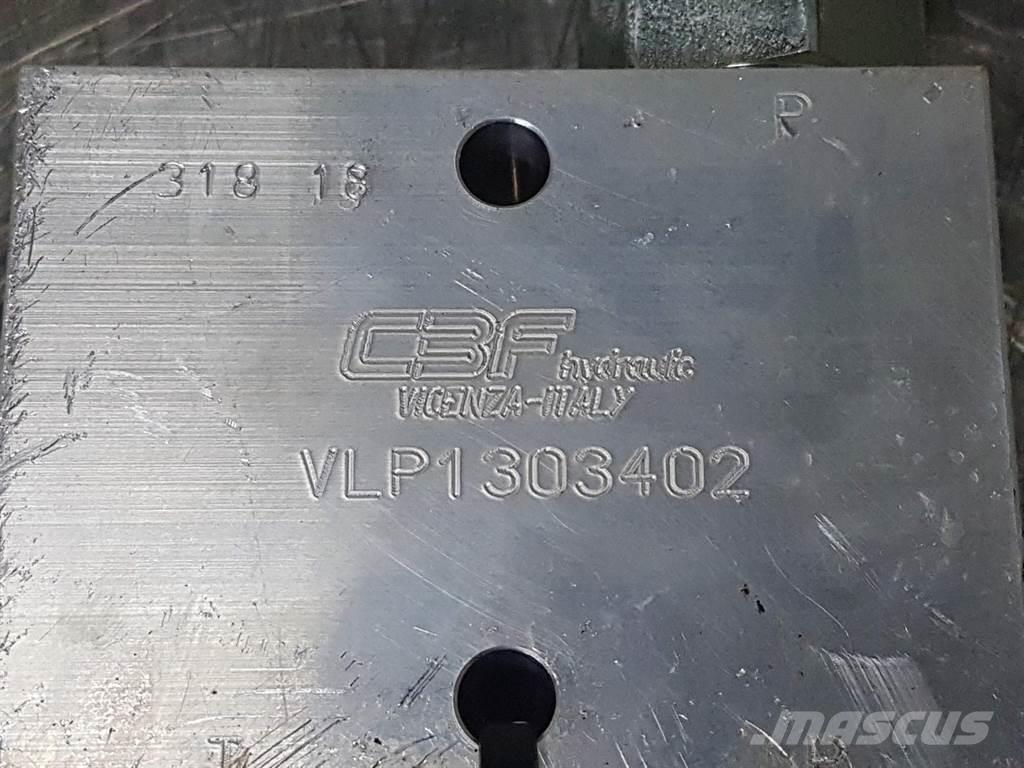 R
318 18
CBF hydraulic
VICENZA-ITALY
VLP1303402
T
MASCUS